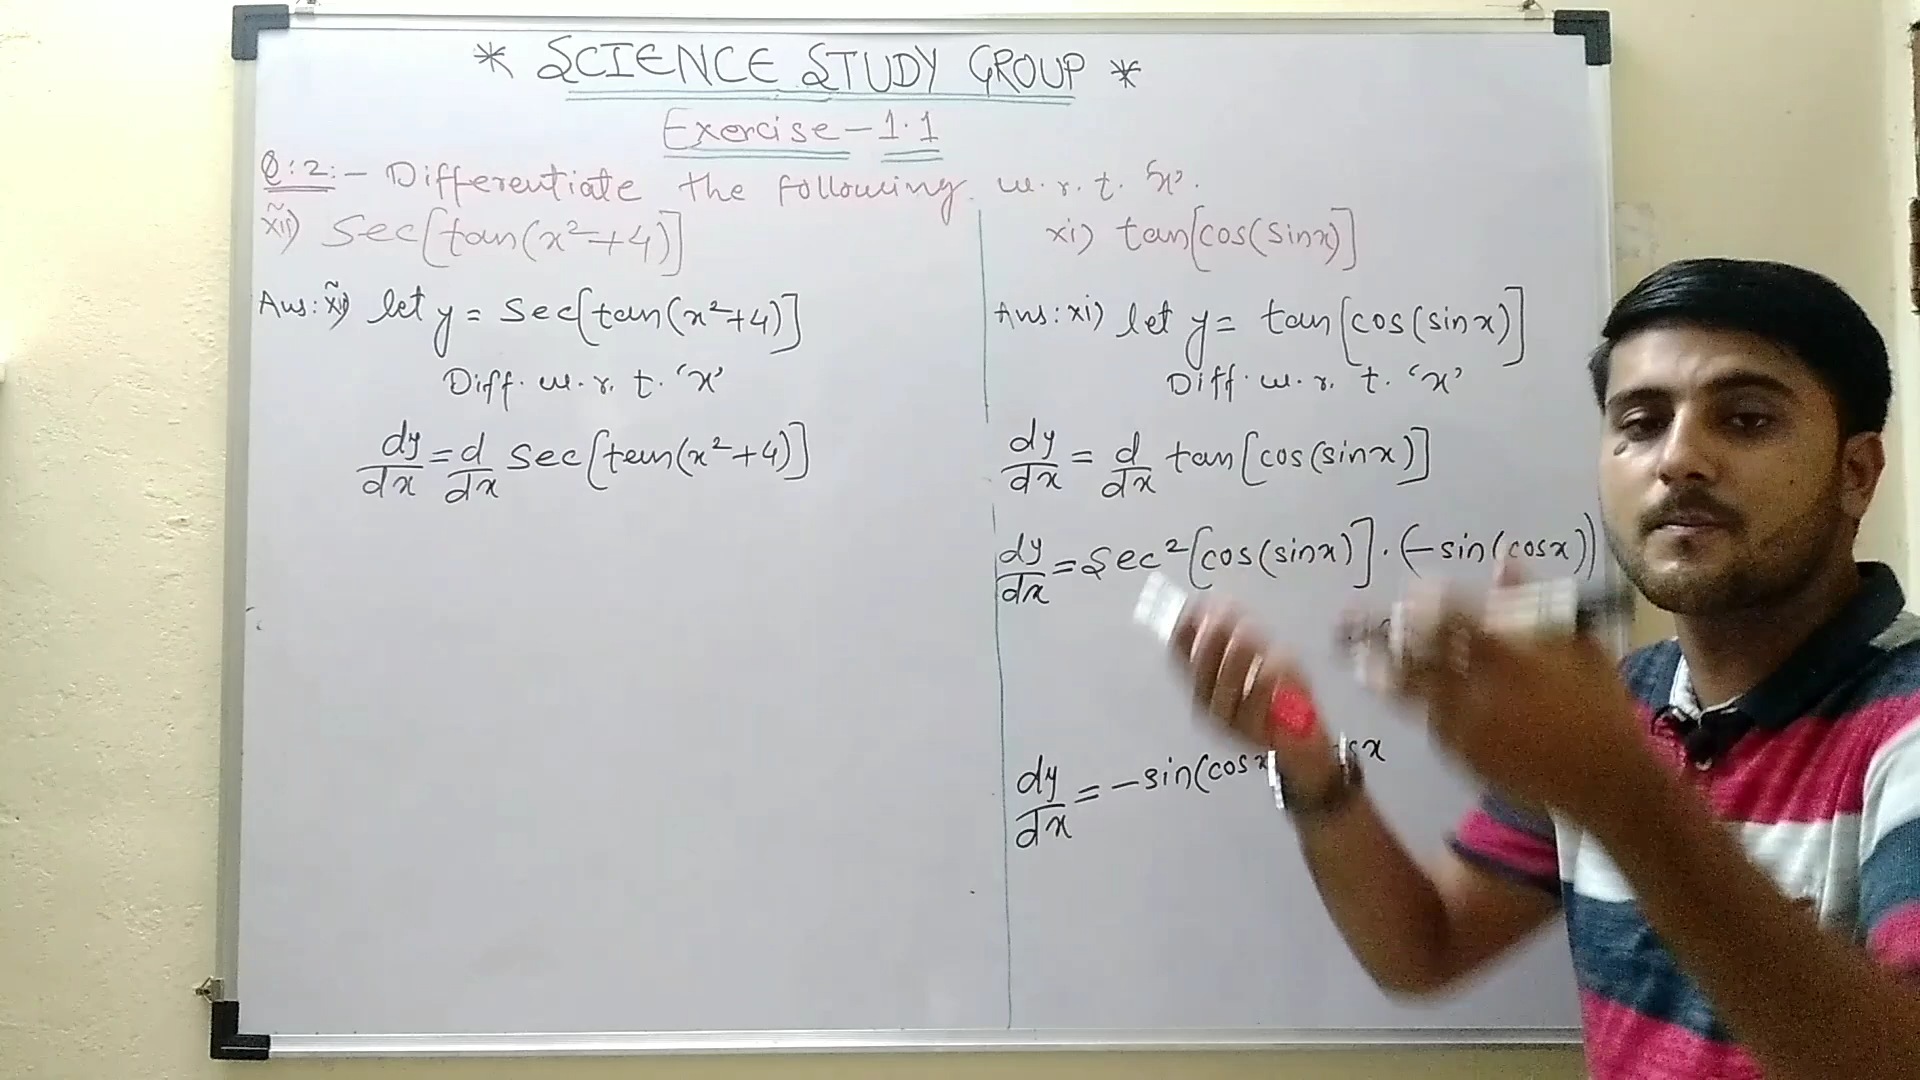 * SCIENCE STUDY GROUP *
Exercise-1.1
Q:2:- Differentiate the following w.r.t. 'x'.
xii) Sec[tan(x²+4)]
Ans: xii) let y = Sec[tan(x²+4)]
Diff. w.r.t. 'x'
dy/dx = d/dx Sec[tan(x²+4)]
xi) tan[cos(sinx)]
Ans: xi) let y = tan[cos(sinx)]
Diff. w.r. t. 'x'
dy/dx = d/dx tan[cos(sinx)]
dy/dx = Sec²[cos(sinx)].(-sin(cosx))
dy/dx = -sin(cosx